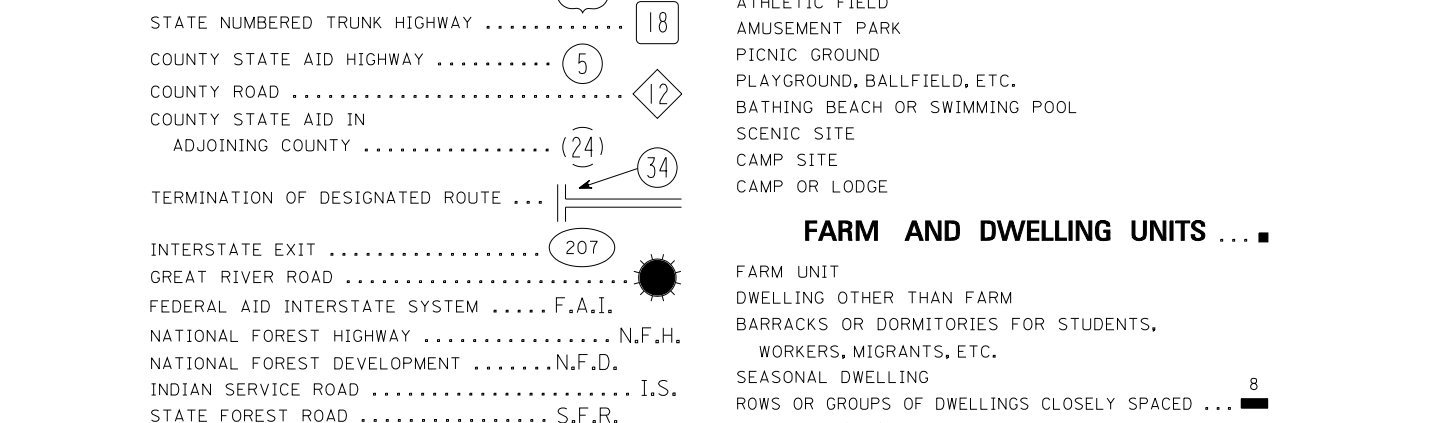 STATE NUMBERED TRUNK HIGHWAY ............ 18
COUNTY STATE AID HIGHWAY .......... 5
COUNTY ROAD ............................. 12
COUNTY STATE AID IN
ADJOINING COUNTY ................ (24)
34
TERMINATION OF DESIGNATED ROUTE ...
INTERSTATE EXIT .................. 207
GREAT RIVER ROAD .........................
FEDERAL AID INTERSTATE SYSTEM ..... F.A.I.
NATIONAL FOREST HIGHWAY ................ N.F.H.
NATIONAL FOREST DEVELOPMENT .......N.F.D.
INDIAN SERVICE ROAD ....................... I.S.
STATE FOREST ROAD ................ S.F.R.
ATHLETIC FIELD
AMUSEMENT PARK
PICNIC GROUND
PLAYGROUND, BALLFIELD, ETC.
BATHING BEACH OR SWIMMING POOL
SCENIC SITE
CAMP SITE
CAMP OR LODGE
FARM AND DWELLING UNITS ...
FARM UNIT
DWELLING OTHER THAN FARM
BARRACKS OR DORMITORIES FOR STUDENTS,
WORKERS, MIGRANTS, ETC.
SEASONAL DWELLING
8
ROWS OR GROUPS OF DWELLINGS CLOSELY SPACED ...